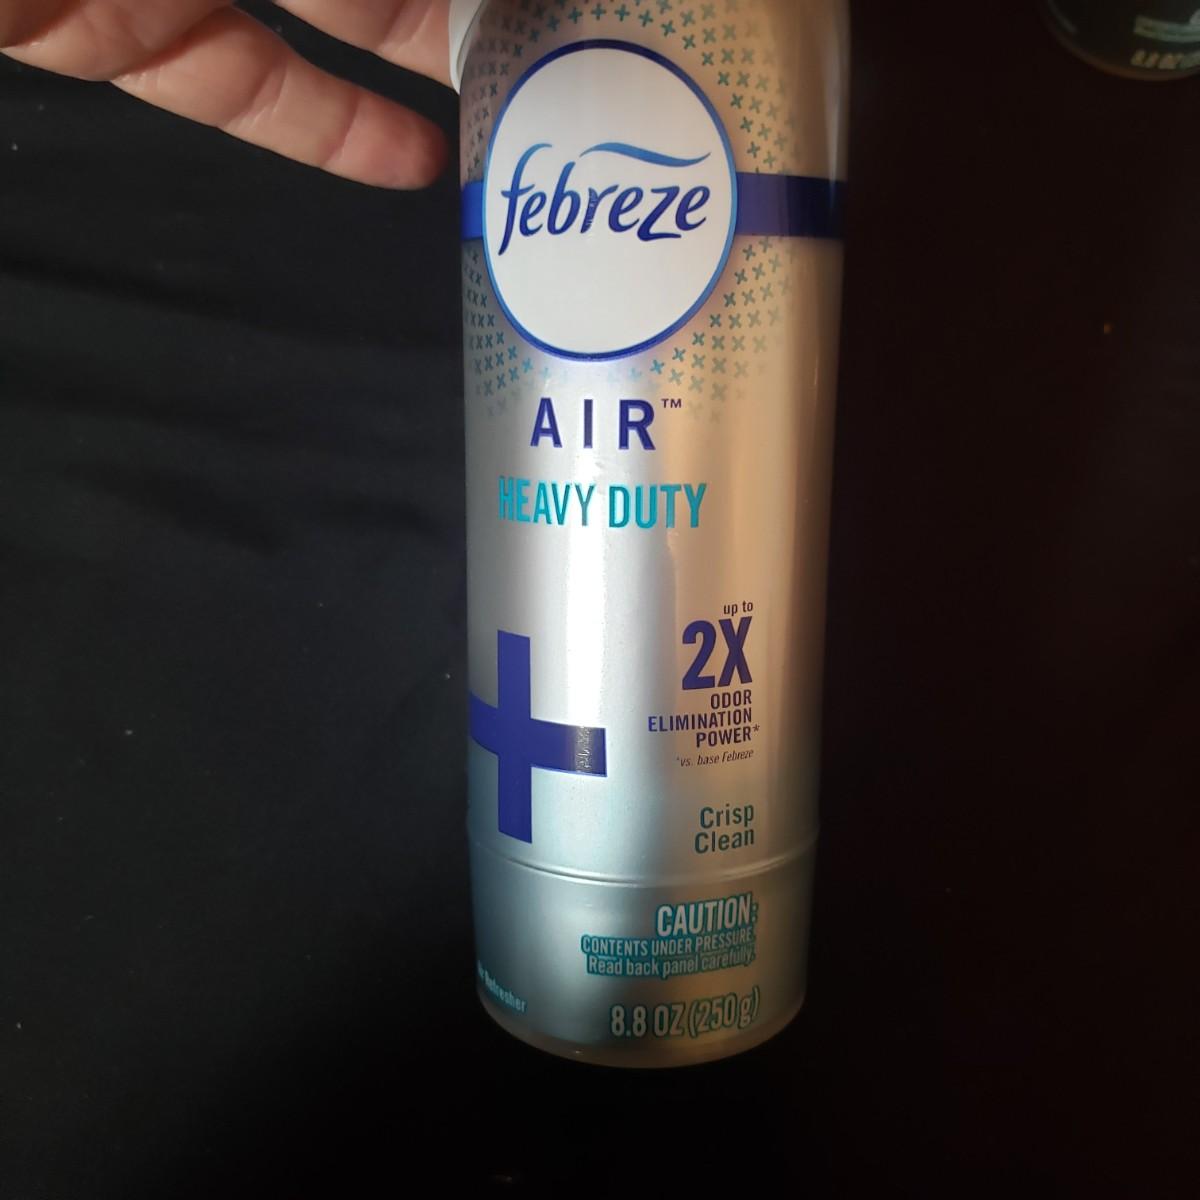 febreze
AIR™
HEAVY DUTY
up to
2X
ODOR
ELIMINATION
POWER*
*vs. base Febreze
Crisp
Clean
CAUTION:
CONTENTS UNDER PRESSURE.
Read back panel carefully.
Refresher
8.8 OZ (250 g)